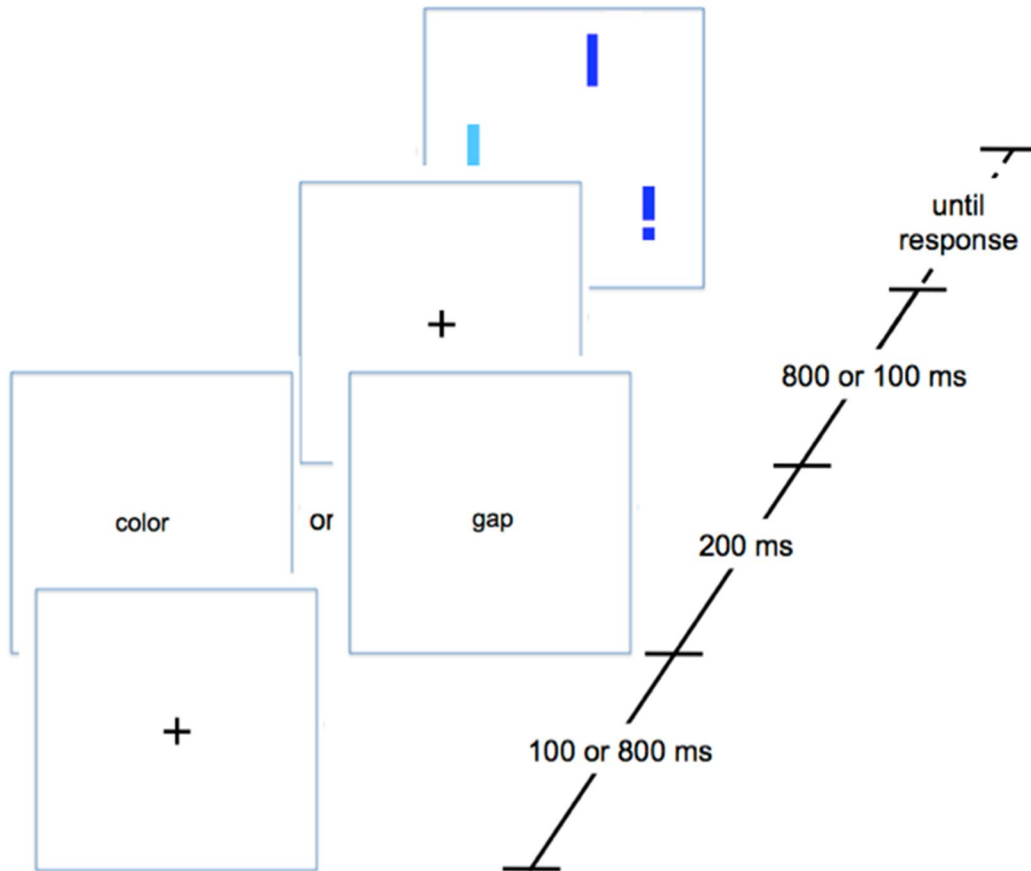 until
response
+
800 or 100 ms
color
or
gap
200 ms
+
100 or 800 ms